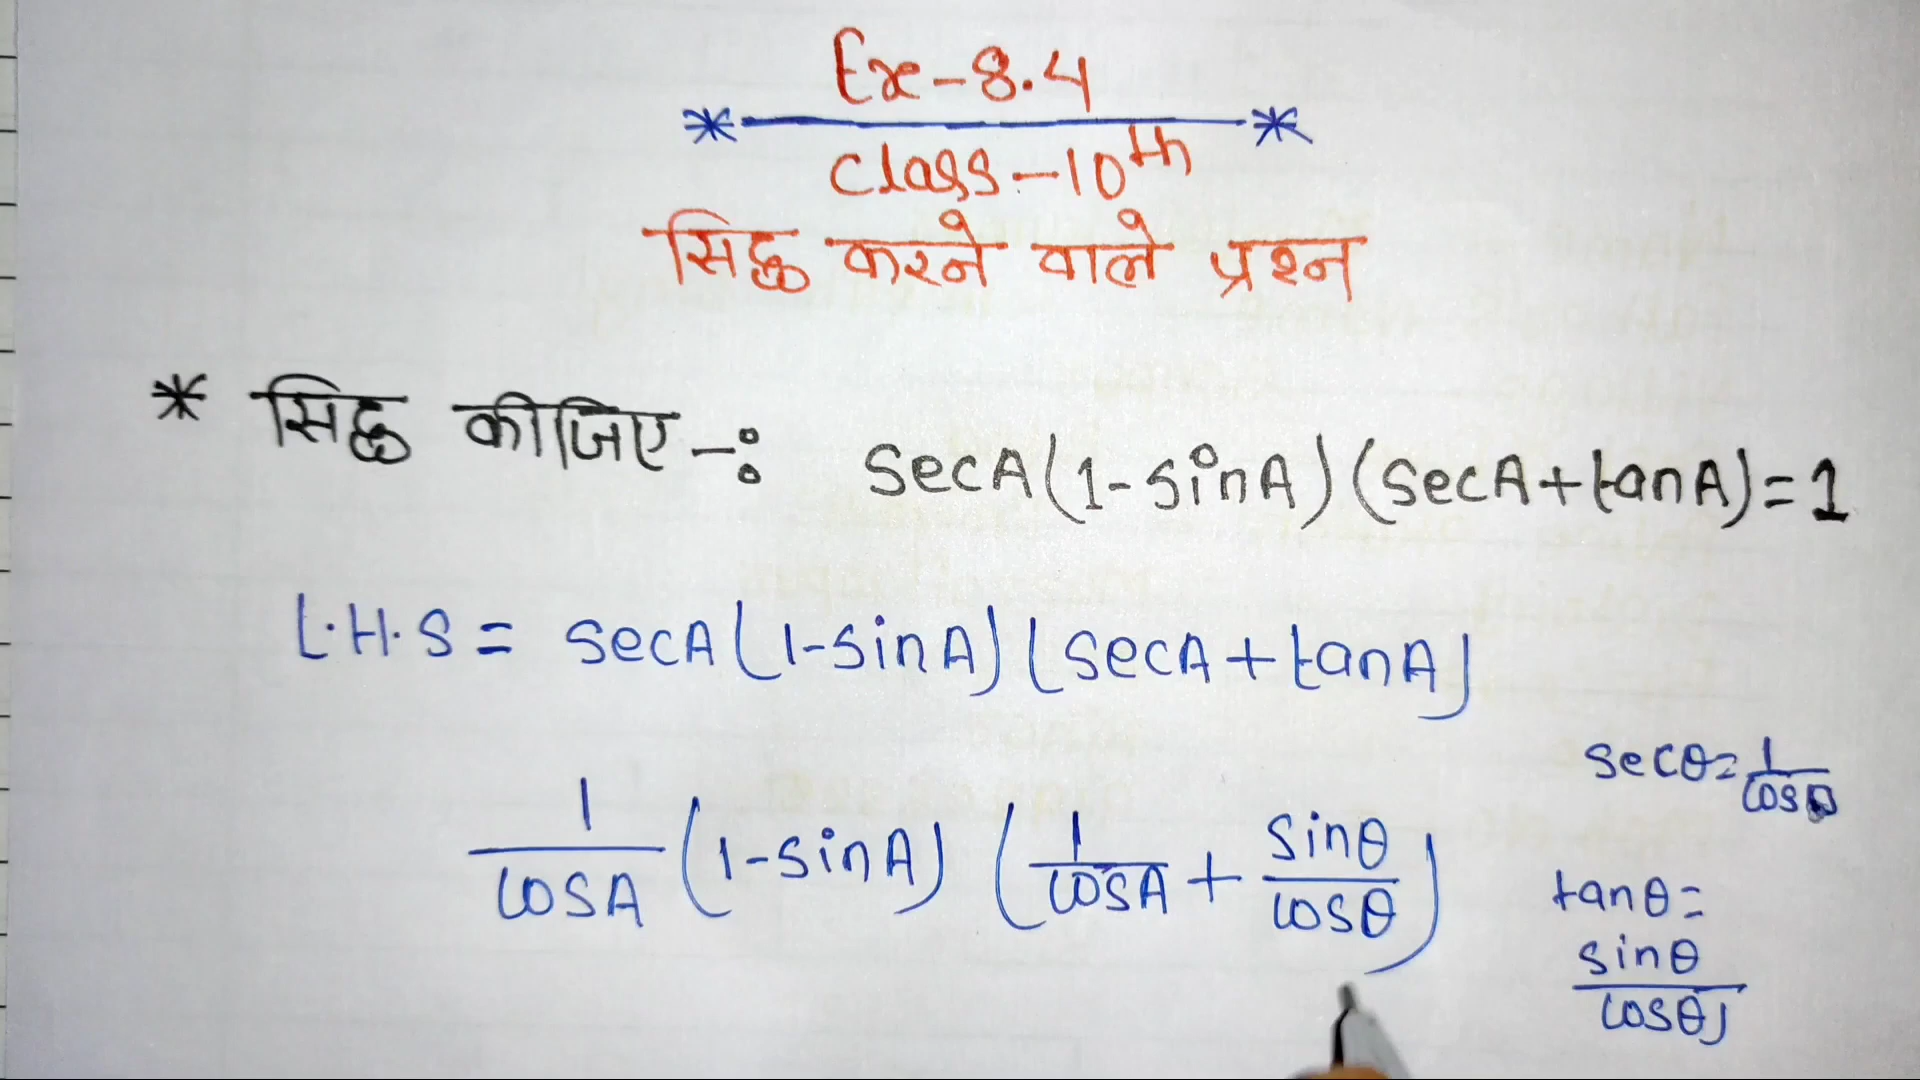 Ex-8.4
Class-10th
सिद्ध करने वाले प्रश्न
* सिद्ध कीजिए -: SecA(1-sinA)(secA+tanA)=1
L.H.S = secA(1-sinA)(secA+tanA)
secθ=1/cosθ
1/cosA (1-sinA) (1/cosA + sinθ/cosθ)
tanθ=
sinθ/cosθ